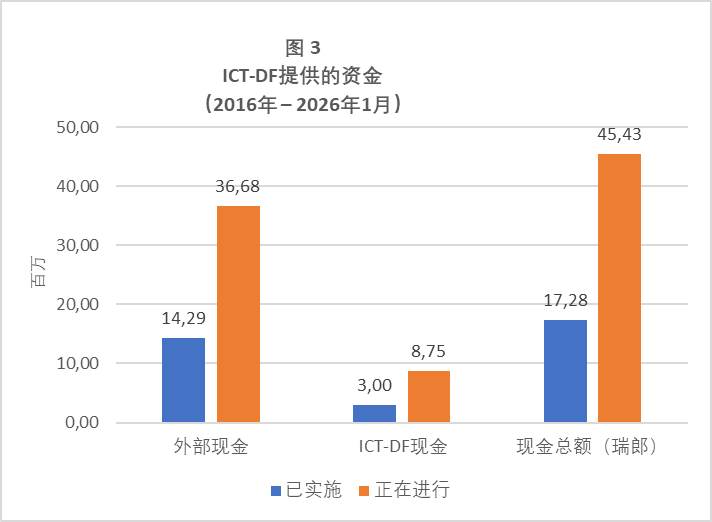 图 3
ICT-DF提供的资金
（2016年 – 2026年1月）
百万
50,00
40,00
30,00
20,00
10,00
0,00
14,29
36,68
3,00
8,75
17,28
45,43
外部现金
ICT-DF现金
现金总额（瑞郎）
已实施
正在进行